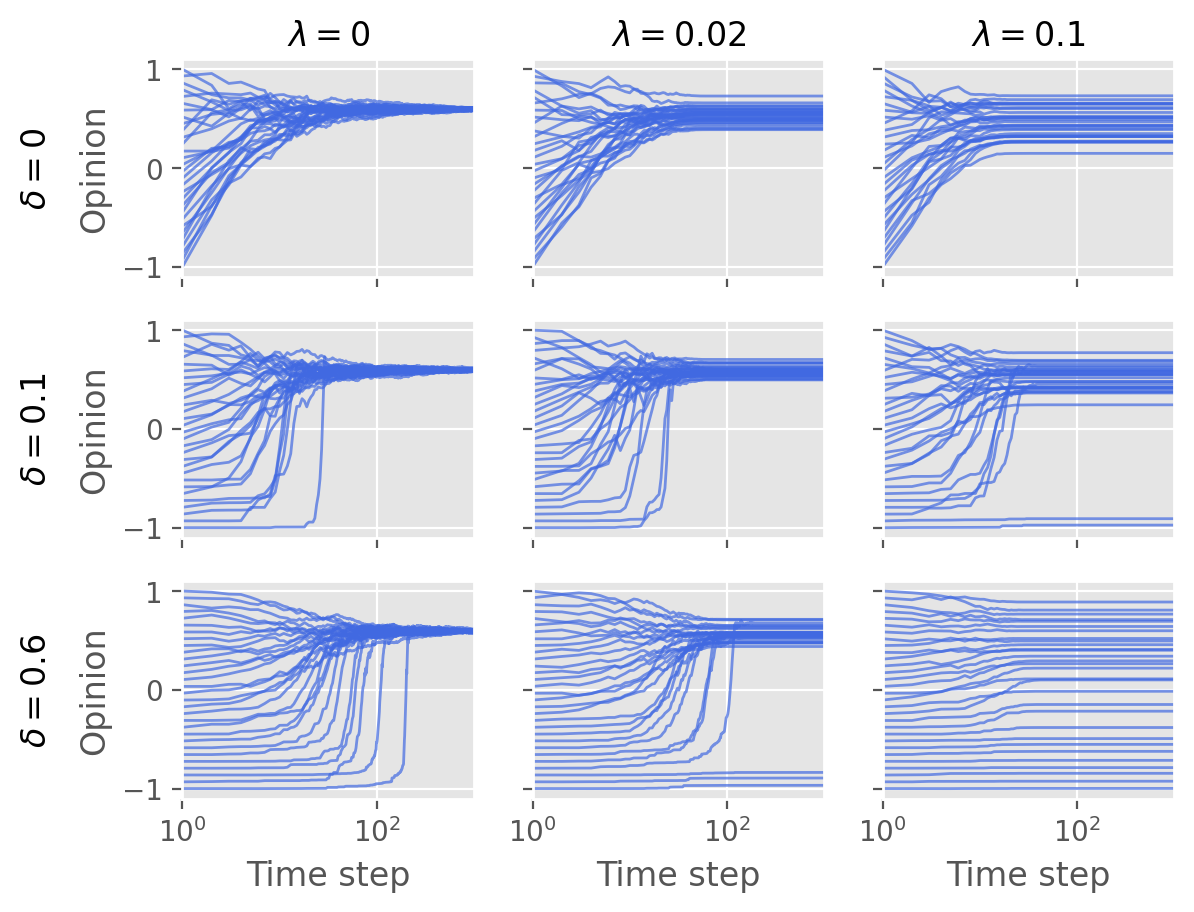 λ = 0 λ = 0.02 λ = 0.1
δ = 0 Opinion 1 0 −1
δ = 0.1 Opinion 1 0 −1
δ = 0.6 Opinion 1 0 −1
10⁰ 10² 10⁰ 10² 10⁰ 10²
Time step Time step Time step